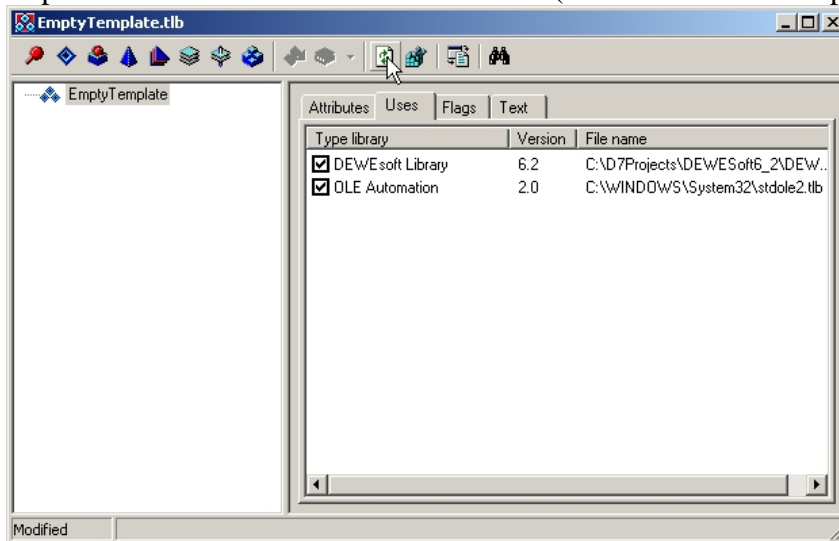 EmptyTemplate.tlb
EmptyTemplate
Attributes Uses Flags Text
Type library Version File name
DEWEsoft Library 6.2 C:\D7Projects\DEWESoft6_2\DEW..
OLE Automation 2.0 C:\WINDOWS\System32\stdole2.tlb
Modified